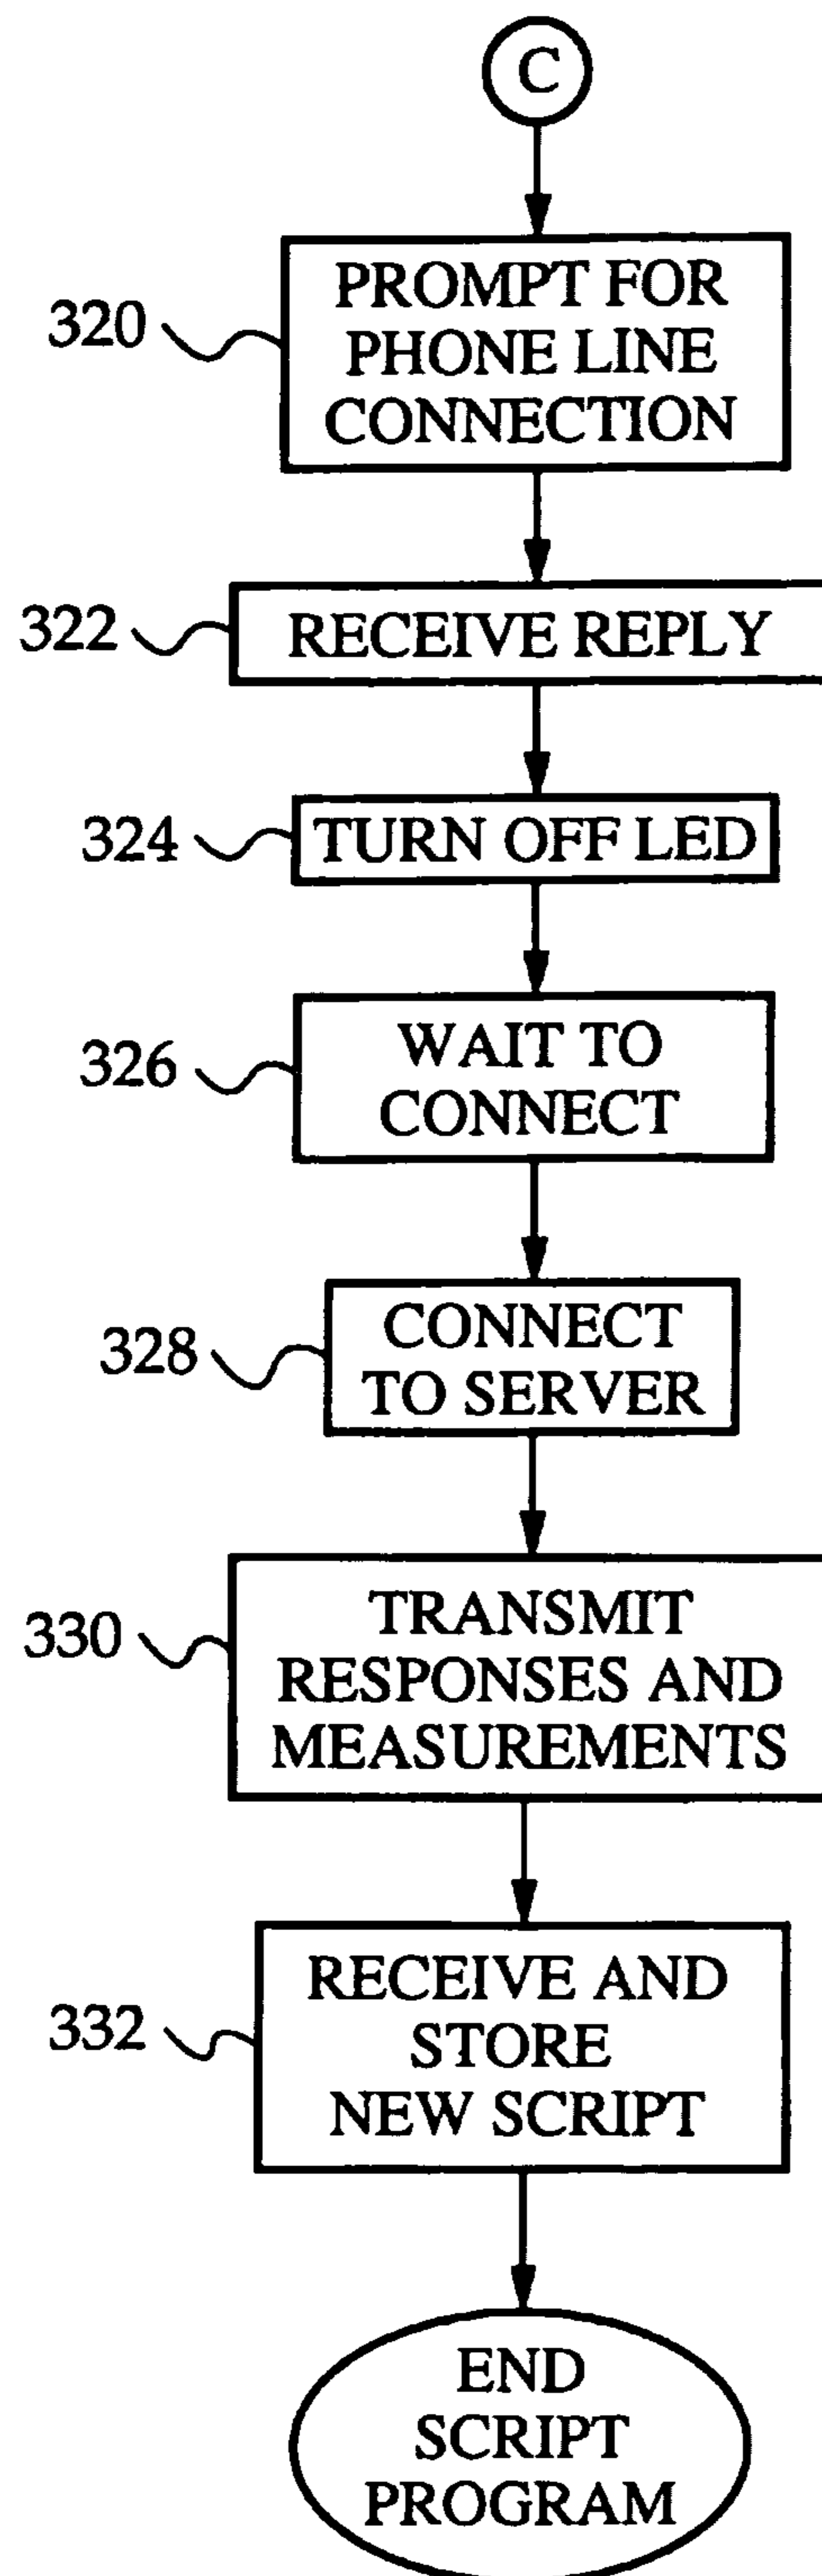 C
320
PROMPT FOR
PHONE LINE
CONNECTION
322
RECEIVE REPLY
324
TURN OFF LED
326
WAIT TO
CONNECT
328
CONNECT
TO SERVER
330
TRANSMIT
RESPONSES AND
MEASUREMENTS
332
RECEIVE AND
STORE
NEW SCRIPT
END
SCRIPT
PROGRAM